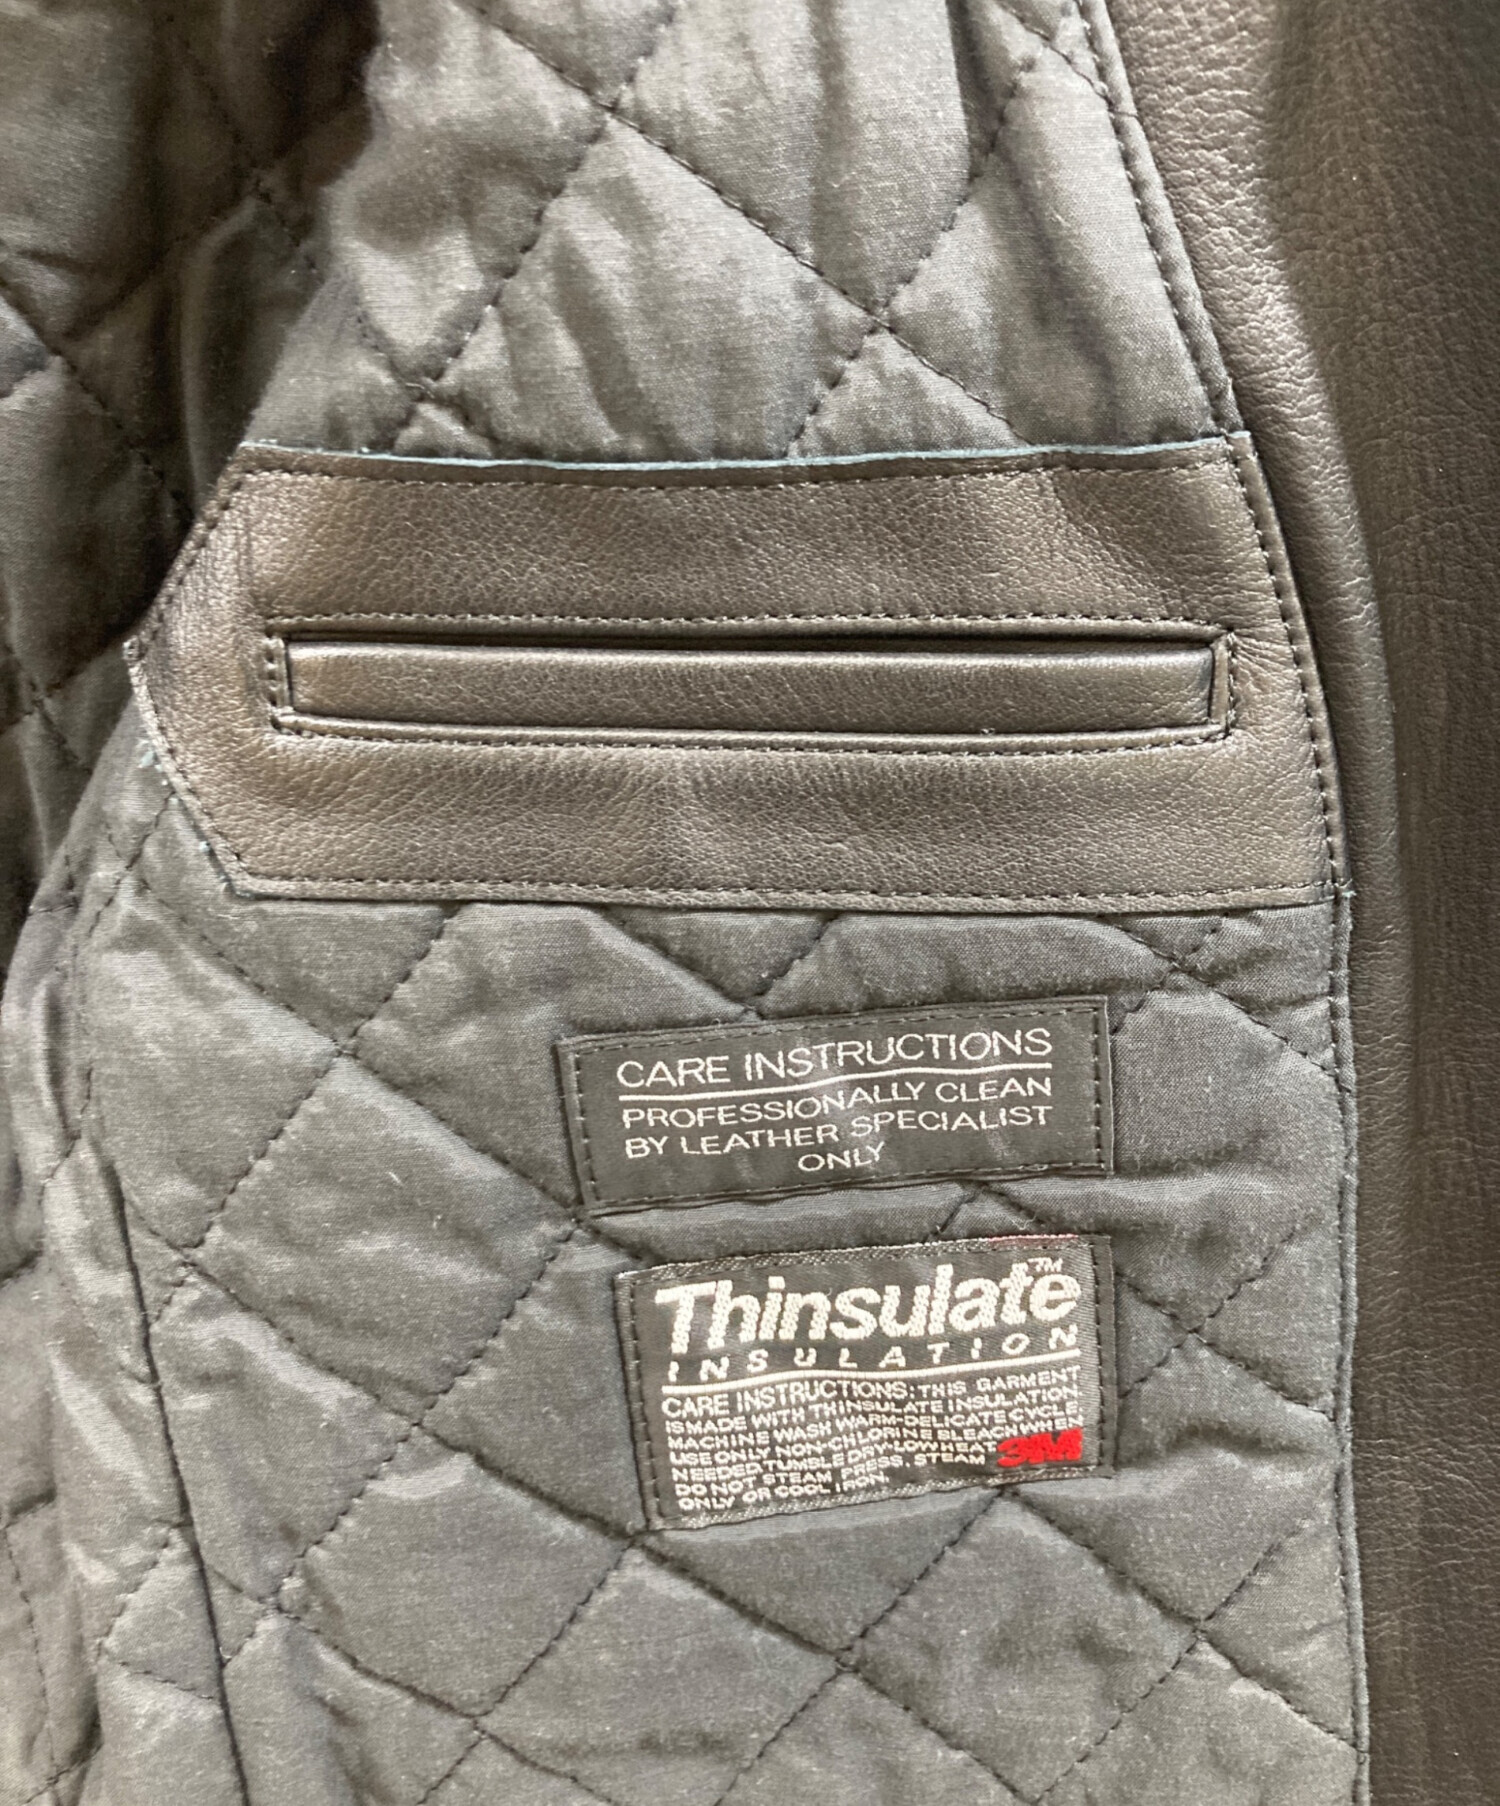 CARE INSTRUCTIONS
PROFESSIONALLY CLEAN
BY LEATHER SPECIALIST
ONLY
Thinsulate™
INSULATION
CARE INSTRUCTIONS: THIS GARMENT
IS MADE WITH THINSULATE INSULATION.
MACHINE WASH WARM-DELICATE CYCLE.
USE ONLY NON-CHLORINE BLEACH WHEN
NEEDED. TUMBLE DRY-LOW HEAT.
DO NOT STEAM PRESS. STEAM
ONLY OR COOL IRON.
3M